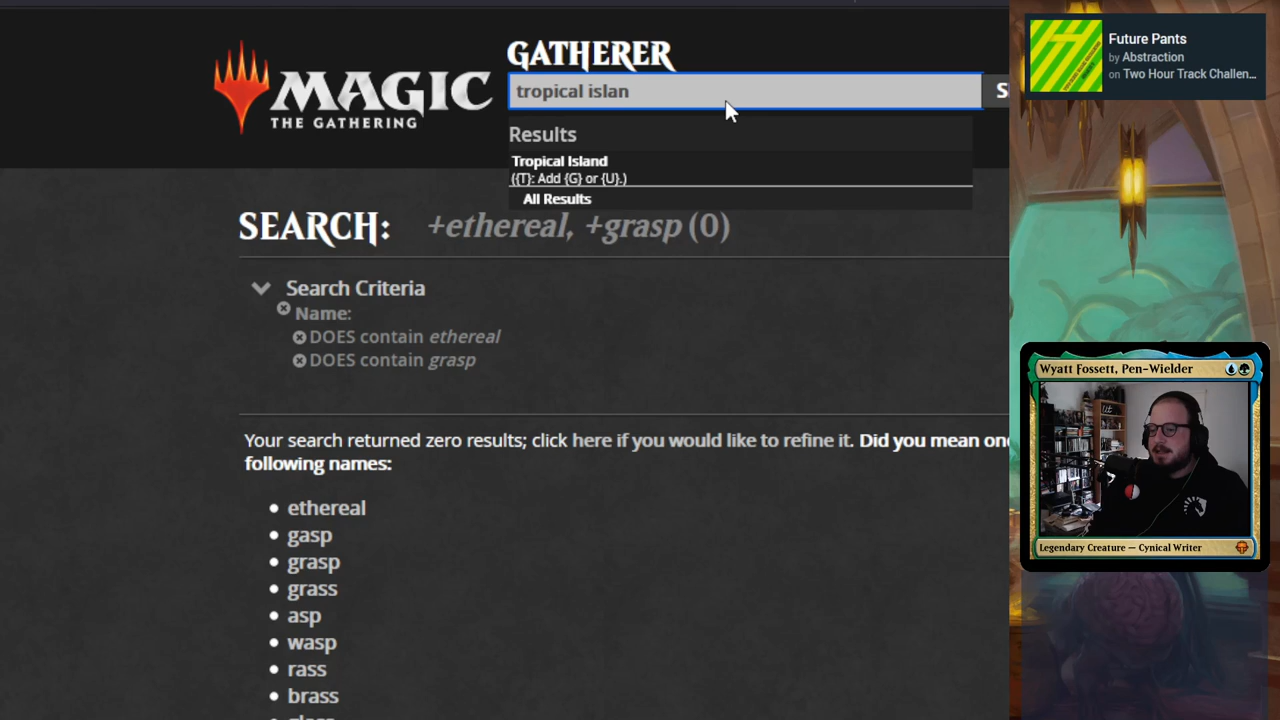 GATHERER
MAGIC
THE GATHERING
tropical islan
S
Results
Tropical Island
({T}: Add {G} or {U}.)
All Results
SEARCH: +ethereal, +grasp (0)
Search Criteria
Name:
DOES contain ethereal
DOES contain grasp
Your search returned zero results; click here if you would like to refine it. Did you mean one
following names:
ethereal
gasp
grasp
grass
asp
wasp
rass
brass
Future Pants
by Abstraction
on Two Hour Track Challen...
Wyatt Fossett, Pen-Wielder
Legendary Creature — Cynical Writer